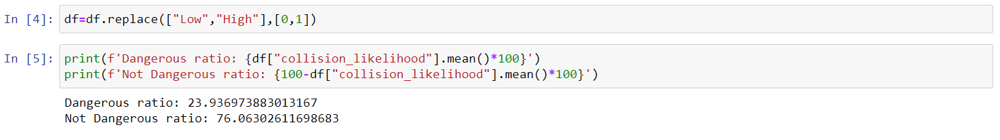 In [4]: df=df.replace(["Low","High"],[0,1])
In [5]: print(f'Dangerous ratio: {df["collision_likelihood"].mean()*100}')
print(f'Not Dangerous ratio: {100-df["collision_likelihood"].mean()*100}')
Dangerous ratio: 23.936973883013167
Not Dangerous ratio: 76.06302611698683